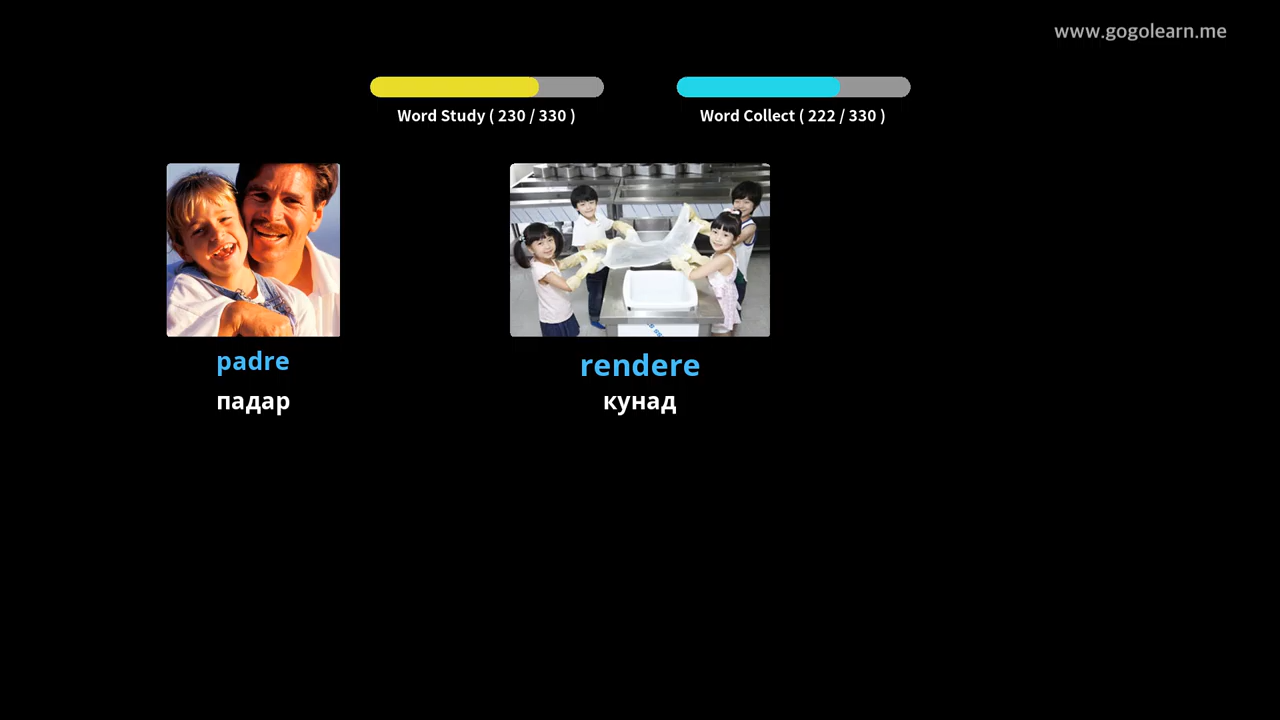 www.gogolearn.me
Word Study ( 230 / 330 )
Word Collect ( 222 / 330 )
padre
падар
rendere
кунад